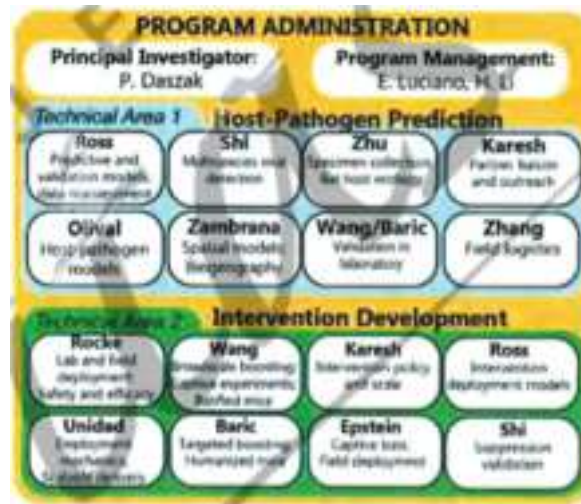 PROGRAM ADMINISTRATION
Principal Investigator:
P. Daszak
Program Management:
E. Luciano, H. Li
Technical Area 1 Host-Pathogen Prediction
Ross
Predictive and
validation models,
data management
Shi
detection
Zhu
Specimen collection,
Bat host ecology
Karesh
Partner liaison
and outreach
Olival
Host-pathogen
models
Zambrana
Spatial models;
Biogeography
Wang/Baric
Validation in
laboratory
Zhang
Field logistics
Technical Area 2 Intervention Development
Rocke
Lab and field
deployment
Safety and efficacy
Wang
Broadscale boosting;
Captive experiments;
mice
Karesh
Intervention policy
and scale
Ross
Intervention
deployment models
Unidad
Deployment
mechanics
Scalable delivery
Baric
Targeted boosting;
Humanized mice
Epstein
Captive bats,
Field deployment
Shi
Suppression
validation